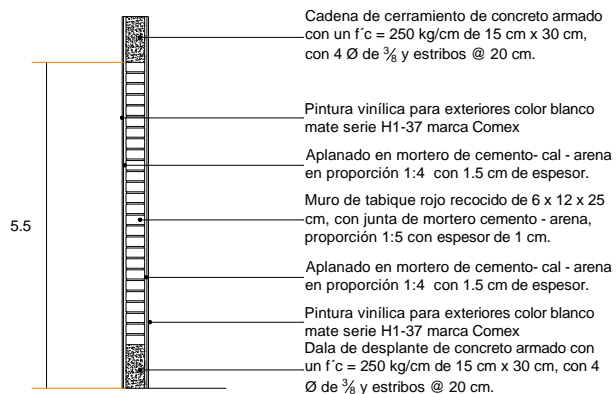 Cadena de cerramiento de concreto armado
con un f´c = 250 kg/cm de 15 cm x 30 cm,
con 4 Ø de 3/8 y estribos @ 20 cm.
Pintura vinílica para exteriores color blanco
mate serie H1-37 marca Comex
Aplanado en mortero de cemento- cal - arena
en proporción 1:4 con 1.5 cm de espesor.
Muro de tabique rojo recocido de 6 x 12 x 25
cm, con junta de mortero cemento - arena,
proporción 1:5 con espesor de 1 cm.
5.5
Aplanado en mortero de cemento- cal - arena
en proporción 1:4 con 1.5 cm de espesor.
Pintura vinílica para exteriores color blanco
mate serie H1-37 marca Comex
Dala de desplante de concreto armado con
un f´c = 250 kg/cm de 15 cm x 30 cm, con 4
Ø de 3/8 y estribos @ 20 cm.